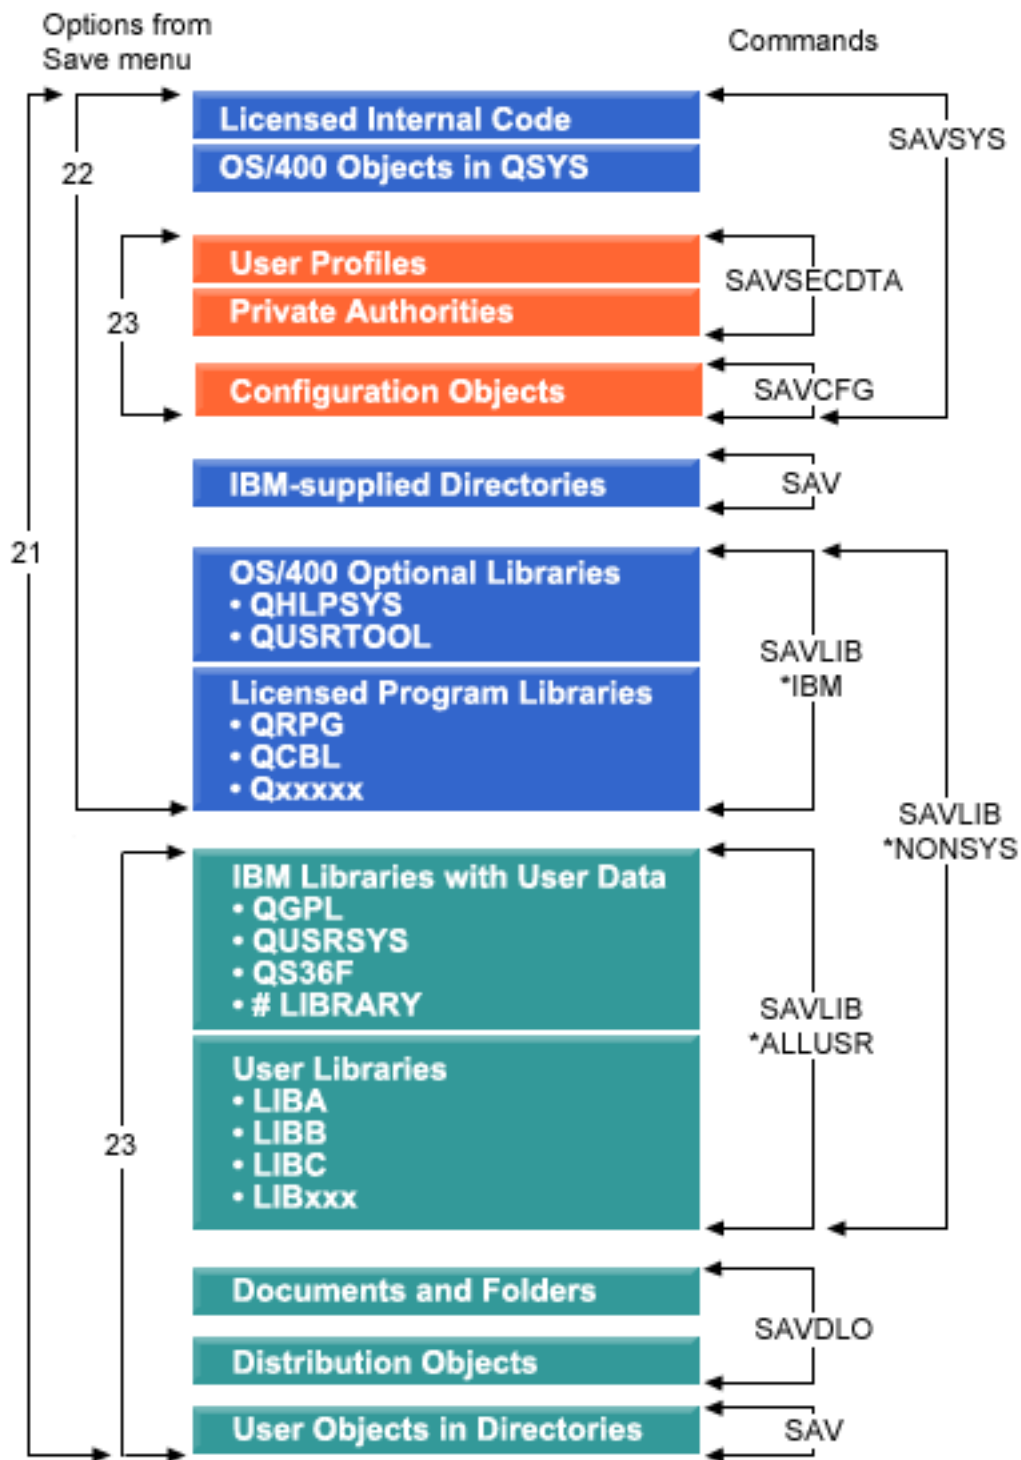 Options from
Save menu
Commands
Licensed Internal Code
OS/400 Objects in QSYS
SAVSYS
22
User Profiles
Private Authorities
SAVSECDTA
23
Configuration Objects
SAVCFG
IBM-supplied Directories
SAV
21
OS/400 Optional Libraries
• QHLPSYS
• QUSRTOOL
SAVLIB
*IBM
Licensed Program Libraries
• QRPG
• QCBL
• Qxxxxx
SAVLIB
*NONSYS
IBM Libraries with User Data
• QGPL
• QUSRSYS
• QS36F
• # LIBRARY
SAVLIB
*ALLUSR
User Libraries
• LIBA
• LIBB
• LIBC
• LIBxxx
23
Documents and Folders
SAVDLO
Distribution Objects
User Objects in Directories
SAV